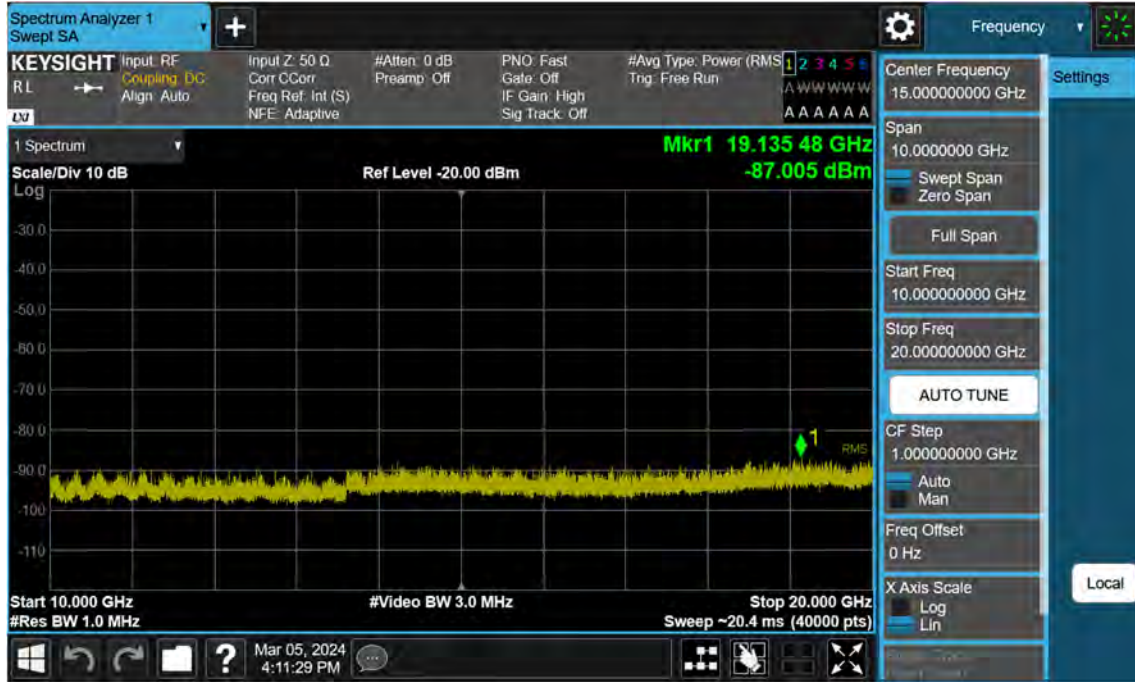 Spectrum Analyzer 1
Swept SA
Frequency
KEYSIGHT
RL
LXI
Input: RF
Coupling: DC
Align: Auto
Input Z: 50 Ω
Corr CCorr
Freq Ref: Int (S)
NFE: Adaptive
#Atten: 0 dB
Preamp: Off
PNO: Fast
Gate: Off
IF Gain: High
Sig Track: Off
#Avg Type: Power (RMS
Trig: Free Run
1 2 3 4 5 6
A W W W W W
A A A A A A
Center Frequency
15.000000000 GHz
Settings
1 Spectrum
Mkr1 19.135 48 GHz
Scale/Div 10 dB
Ref Level -20.00 dBm
-87.005 dBm
Log
-30.0
-40.0
-50.0
-60.0
-70.0
-80.0
-90.0
-100
-110
1
RMS
Span
10.0000000 GHz
Swept Span
Zero Span
Full Span
Start Freq
10.000000000 GHz
Stop Freq
20.000000000 GHz
AUTO TUNE
CF Step
1.000000000 GHz
Auto
Man
Freq Offset
0 Hz
X Axis Scale
Log
Lin
Local
Start 10.000 GHz
#Video BW 3.0 MHz
Stop 20.000 GHz
#Res BW 1.0 MHz
Sweep ~20.4 ms (40000 pts)
?
Mar 05, 2024
4:11:29 PM